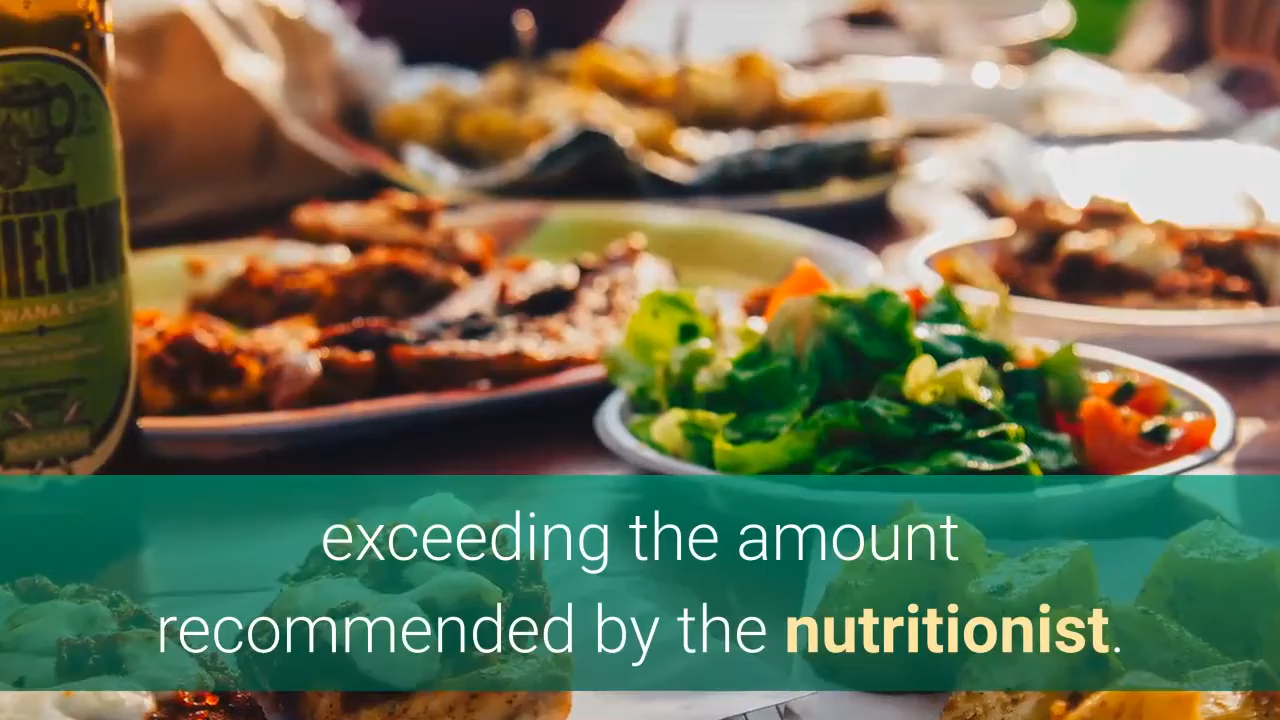 exceeding the amount
recommended by the nutritionist.